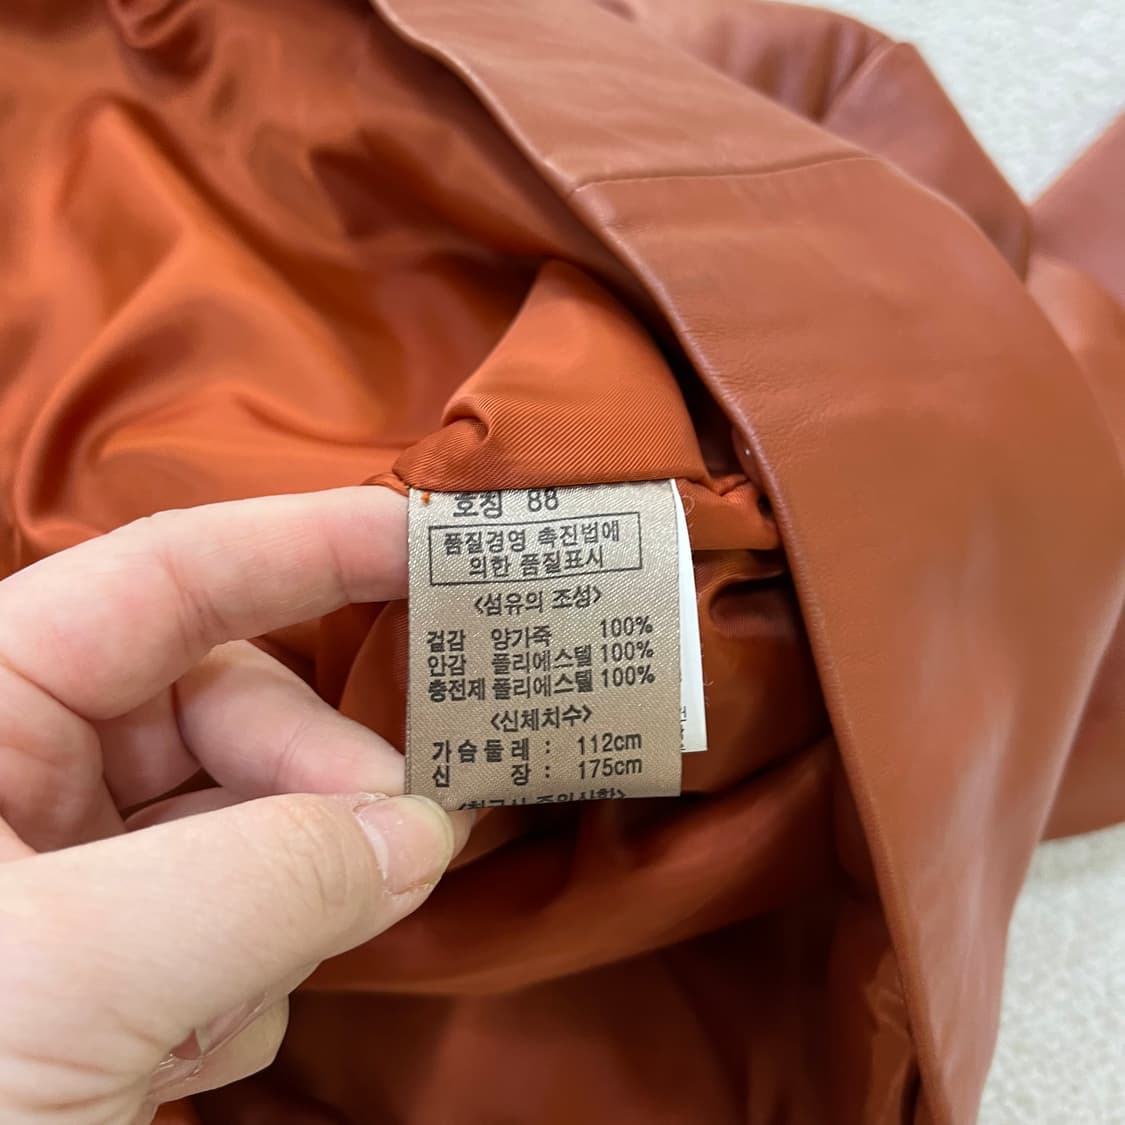 호칭 88
품질경영 촉진법에
의한 품질표시
<섬유의 조성>
겉감 양가죽 100%
안감 폴리에스텔 100%
충전제 폴리에스텔 100%
<신체치수>
가슴둘레 : 112cm
신 장 : 175cm